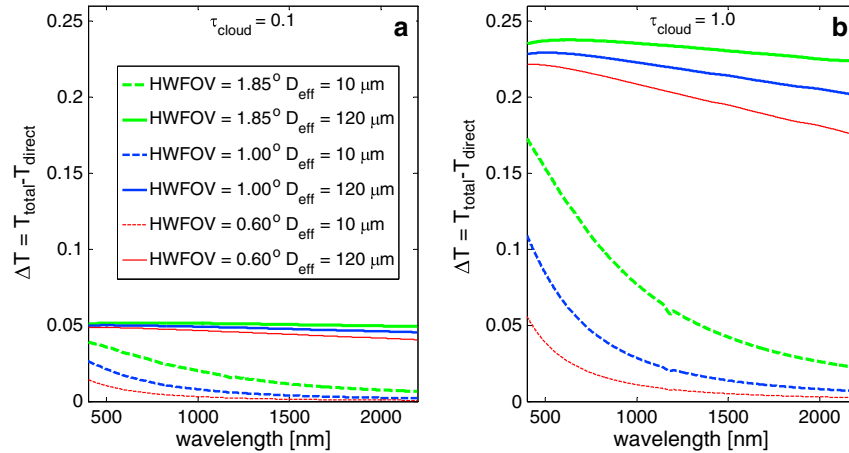 τcloud = 0.1
a
0.25
0.2
0.15
0.1
0.05
0
ΔT = Ttotal-Tdirect
HWFOV = 1.85° Deff = 10 μm
HWFOV = 1.85° Deff = 120 μm
HWFOV = 1.00° Deff = 10 μm
HWFOV = 1.00° Deff = 120 μm
HWFOV = 0.60° Deff = 10 μm
HWFOV = 0.60° Deff = 120 μm
500 1000 1500 2000
wavelength [nm]
τcloud = 1.0
b
0.25
0.2
0.15
0.1
0.05
0
ΔT = Ttotal-Tdirect
500 1000 1500 2000
wavelength [nm]